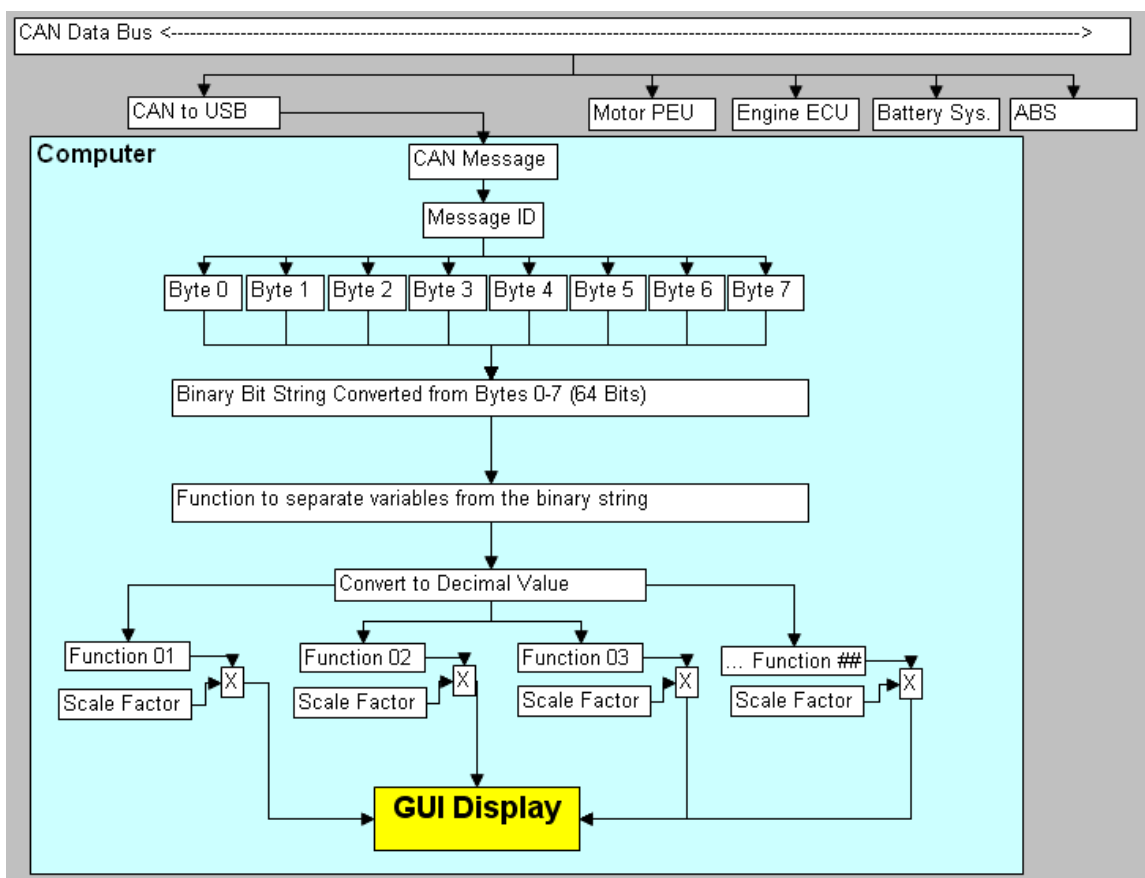 CAN Data Bus <------------------------------------------------------------------------------------------------------------------>
CAN to USB
Motor PEU
Engine ECU
Battery Sys.
ABS
Computer
CAN Message
Message ID
Byte 0
Byte 1
Byte 2
Byte 3
Byte 4
Byte 5
Byte 6
Byte 7
Binary Bit String Converted from Bytes 0-7 (64 Bits)
Function to separate variables from the binary string
Convert to Decimal Value
Function 01
X
Scale Factor
Function 02
X
Scale Factor
Function 03
X
Scale Factor
... Function ##
X
Scale Factor
GUI Display